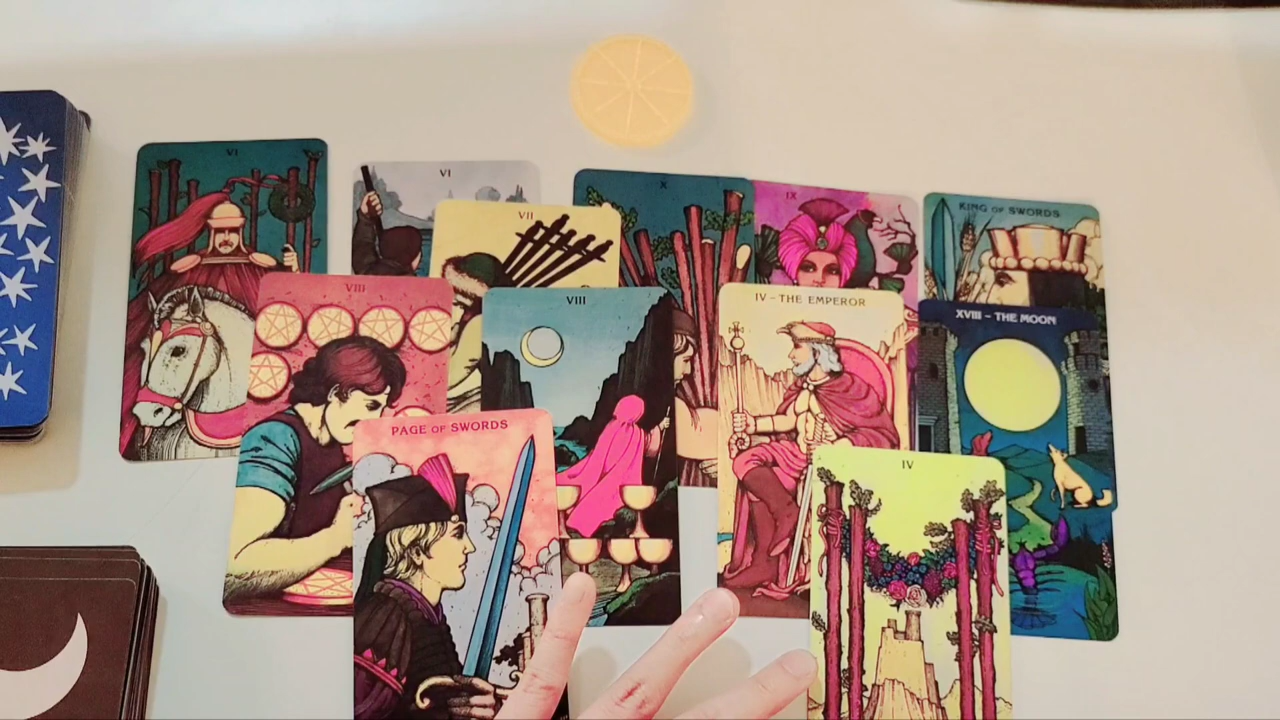 VI
VI
VII
X
IX
KING OF SWORDS
VIII
VIII
IV - THE EMPEROR
XVIII - THE MOON
PAGE OF SWORDS
IV